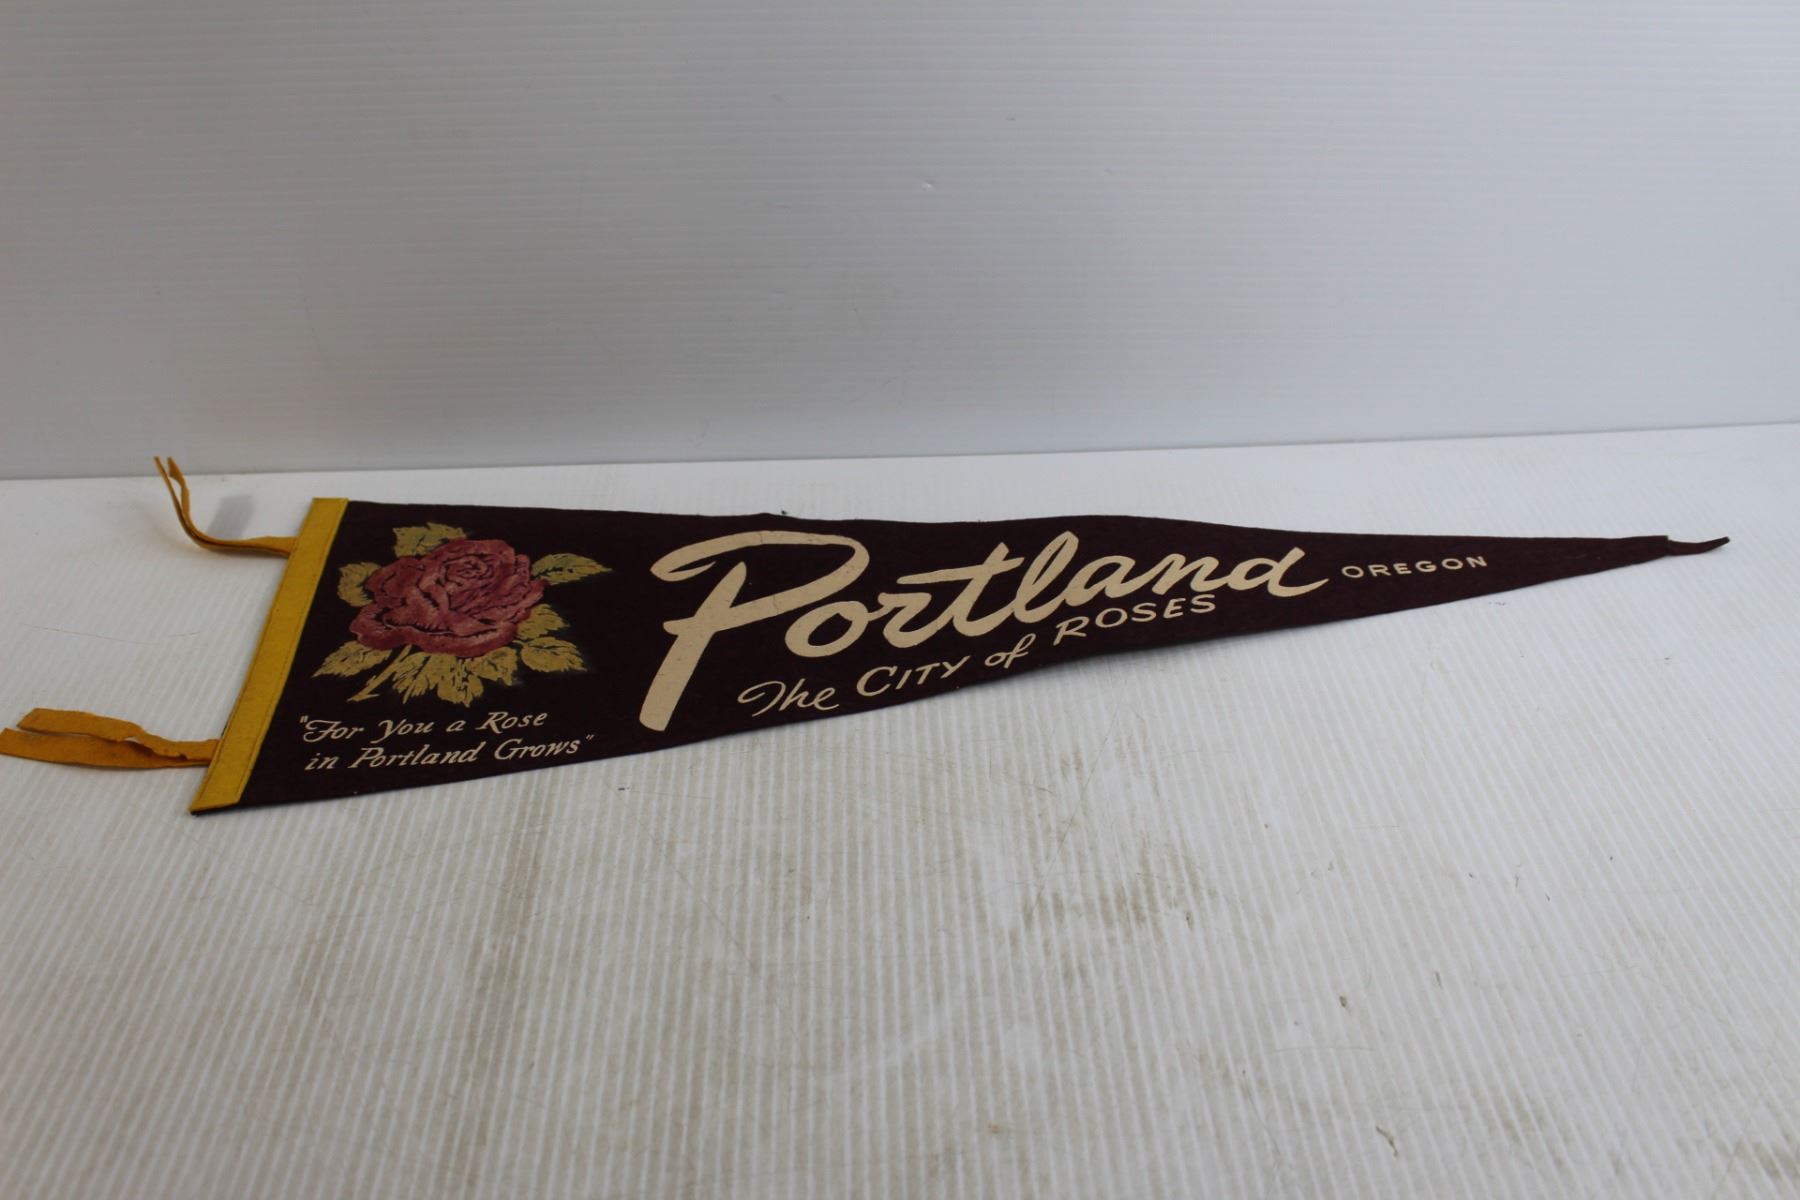 "For You a Rose
in Portland Grows"
Portland OREGON
The CITY of ROSES